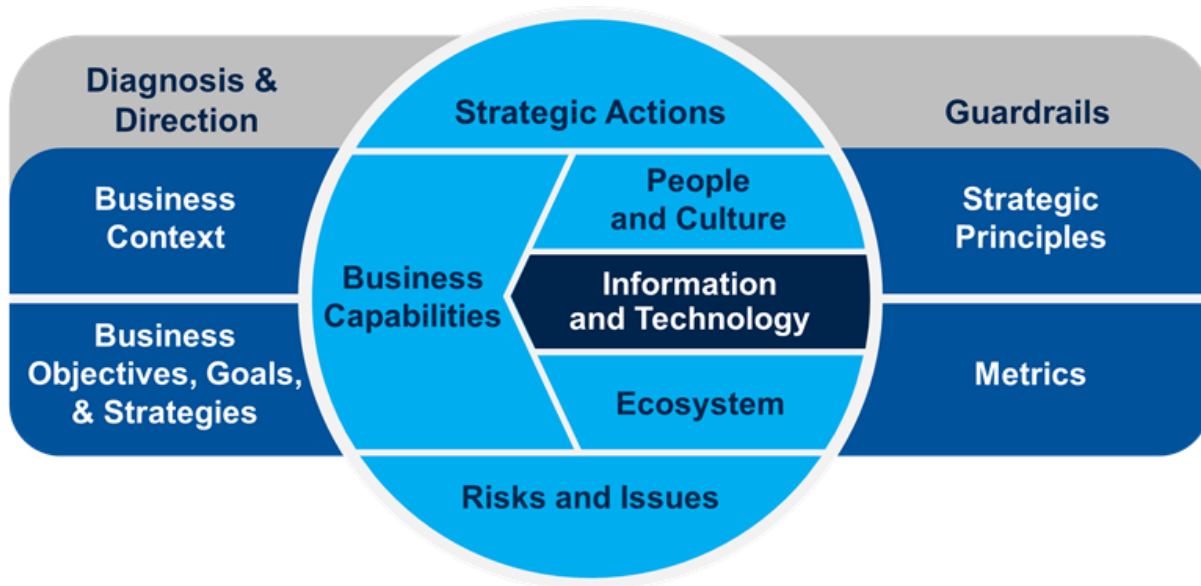 Diagnosis &
Direction
Strategic Actions
Guardrails
Business
Context
People
and Culture
Strategic
Principles
Business
Capabilities
Information
and Technology
Business
Objectives, Goals,
& Strategies
Ecosystem
Metrics
Risks and Issues